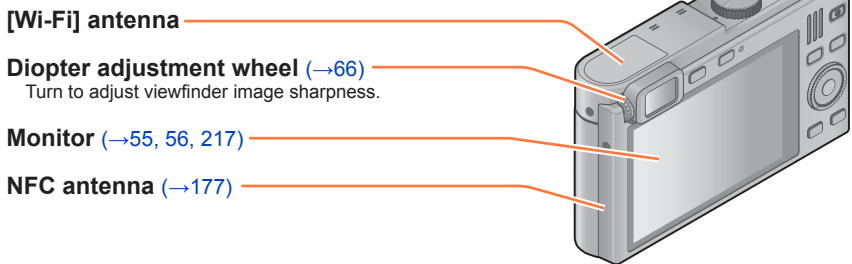 [Wi-Fi] antenna
Diopter adjustment wheel (→66)
Turn to adjust viewfinder image sharpness.
Monitor (→55, 56, 217)
NFC antenna (→177)